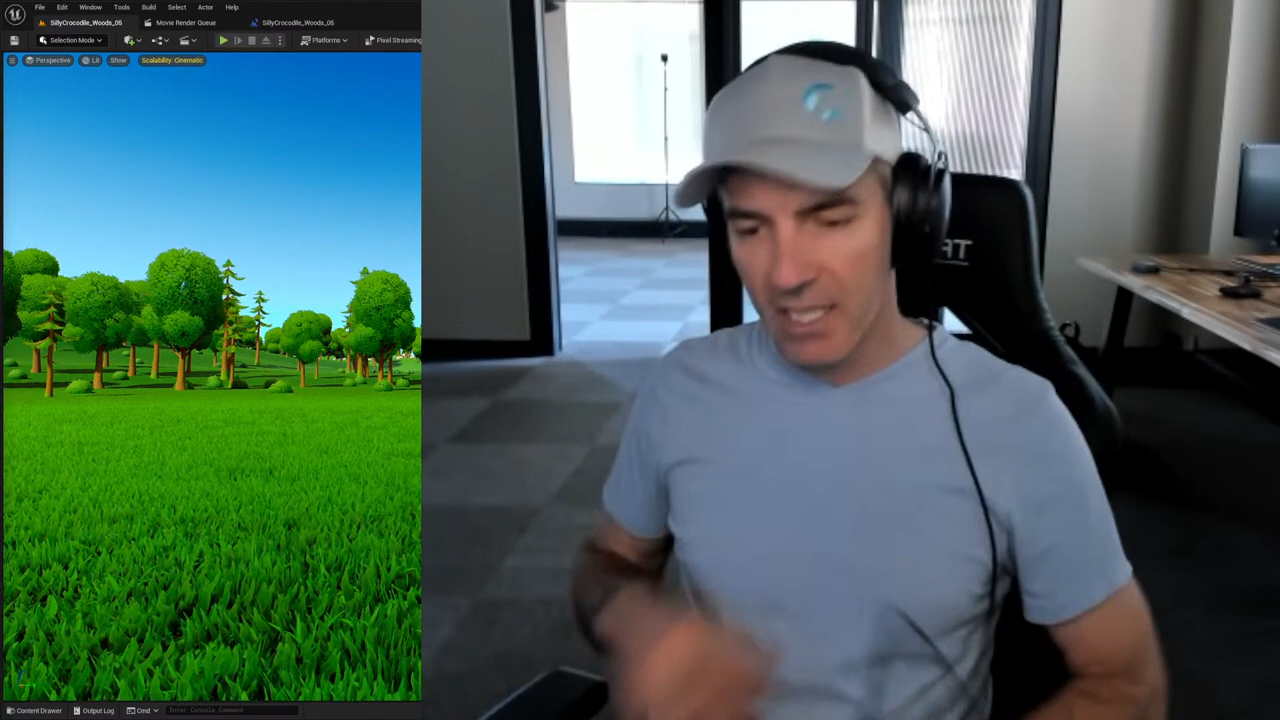 File Edit Window Tools Build Select Actor Help
SillyCrocodile_Woods_05 Movie Render Queue SillyCrocodile_Woods_05
Selection Mode Platforms Pixel Streaming
Perspective Lit Show Scalability: Cinematic
Content Drawer Output Log Cmd Enter Console Command